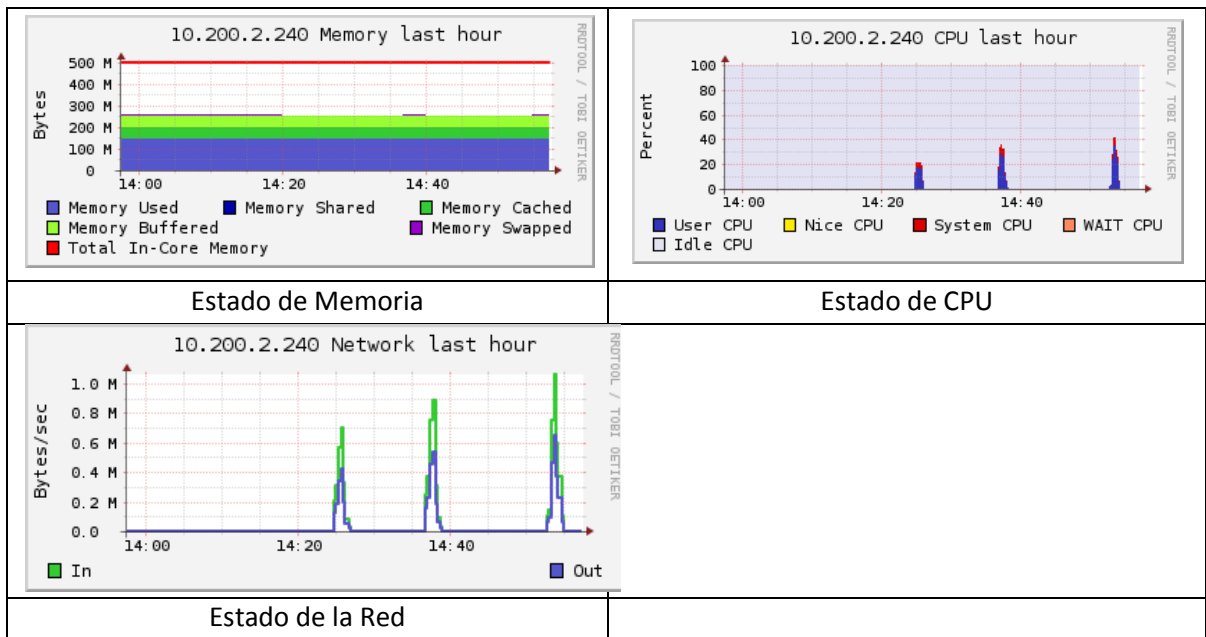 10.200.2.240 Memory last hour
RRDTOOL / TOBI OETIKER
Bytes
500 M
400 M
300 M
200 M
100 M
0
14:00 14:20 14:40
Memory Used Memory Shared Memory Cached
Memory Buffered Memory Swapped
Total In-Core Memory
10.200.2.240 CPU last hour
RRDTOOL / TOBI OETIKER
Percent
100
80
60
40
20
0
14:00 14:20 14:40
User CPU Nice CPU System CPU WAIT CPU
Idle CPU
Estado de Memoria Estado de CPU
10.200.2.240 Network last hour
RRDTOOL / TOBI OETIKER
Bytes/sec
1.0 M
0.8 M
0.6 M
0.4 M
0.2 M
0.0
14:00 14:20 14:40
In Out
Estado de la Red